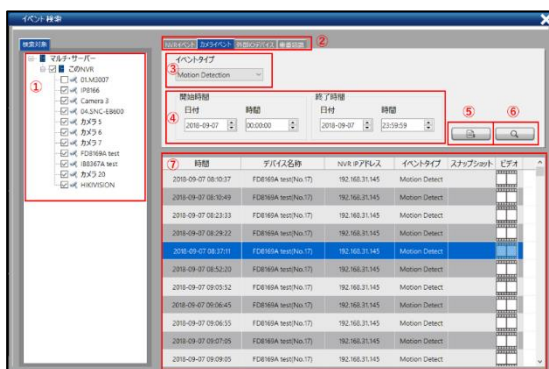 イベント検索
検索対象
NVRイベント カメライベント 外部I/Oデバイス ②
マルチ・サーバー
このNVR
①
01.M3007
IP8166
Camera 3
04.SNC-EB600
カメラ 5
カメラ 6
カメラ 7
FD8169A test
IB8367A test
カメラ 20
HIKIVISION
イベントタイプ
③
Motion Detection
開始時間 終了時間
④
日付 時間 日付 時間
2018-09-07 00:00:00 2018-09-07 23:59:59
⑤ ⑥
⑦ 時間 デバイス名称 NVR IPアドレス イベントタイプ スナップショット ビデオ
2018-09-07 08:10:37 FD8169A test(No.17) 192.168.31.145 Motion Detect
2018-09-07 08:10:49 FD8169A test(No.17) 192.168.31.145 Motion Detect
2018-09-07 08:23:33 FD8169A test(No.17) 192.168.31.145 Motion Detect
2018-09-07 08:29:22 FD8169A test(No.17) 192.168.31.145 Motion Detect
2018-09-07 08:37:11 FD8169A test(No.17) 192.168.31.145 Motion Detect
2018-09-07 08:52:20 FD8169A test(No.17) 192.168.31.145 Motion Detect
2018-09-07 09:05:52 FD8169A test(No.17) 192.168.31.145 Motion Detect
2018-09-07 09:06:45 FD8169A test(No.17) 192.168.31.145 Motion Detect
2018-09-07 09:06:55 FD8169A test(No.17) 192.168.31.145 Motion Detect
2018-09-07 09:07:05 FD8169A test(No.17) 192.168.31.145 Motion Detect
2018-09-07 09:09:05 FD8169A test(No.17) 192.168.31.145 Motion Detect